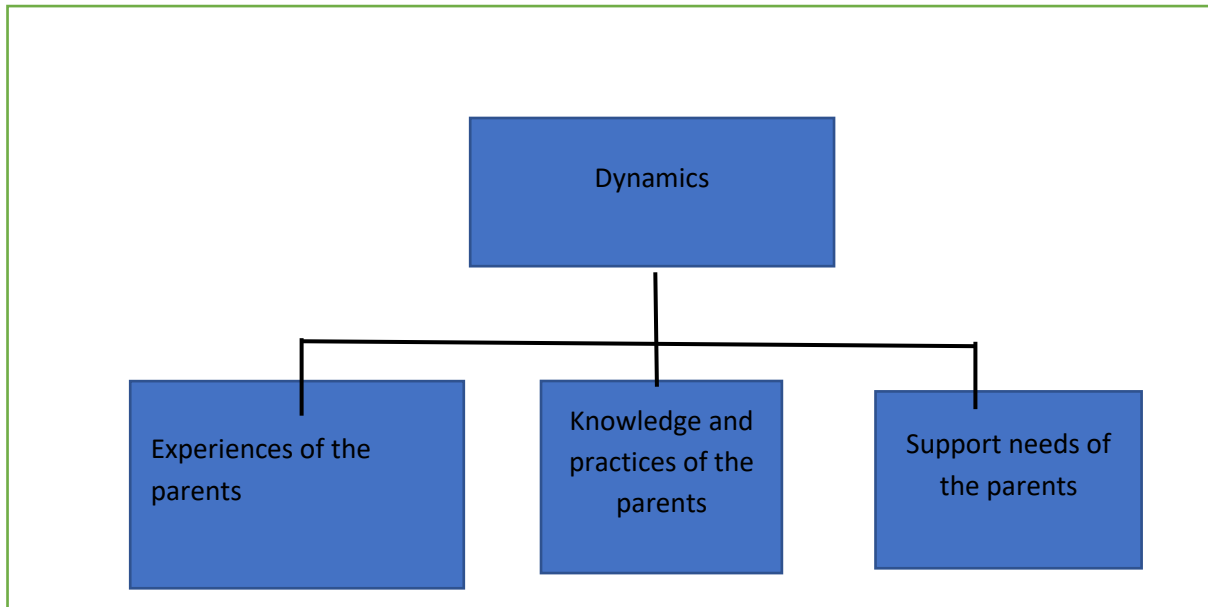 Dynamics
Experiences of the
parents
Knowledge and
practices of the
parents
Support needs of
the parents